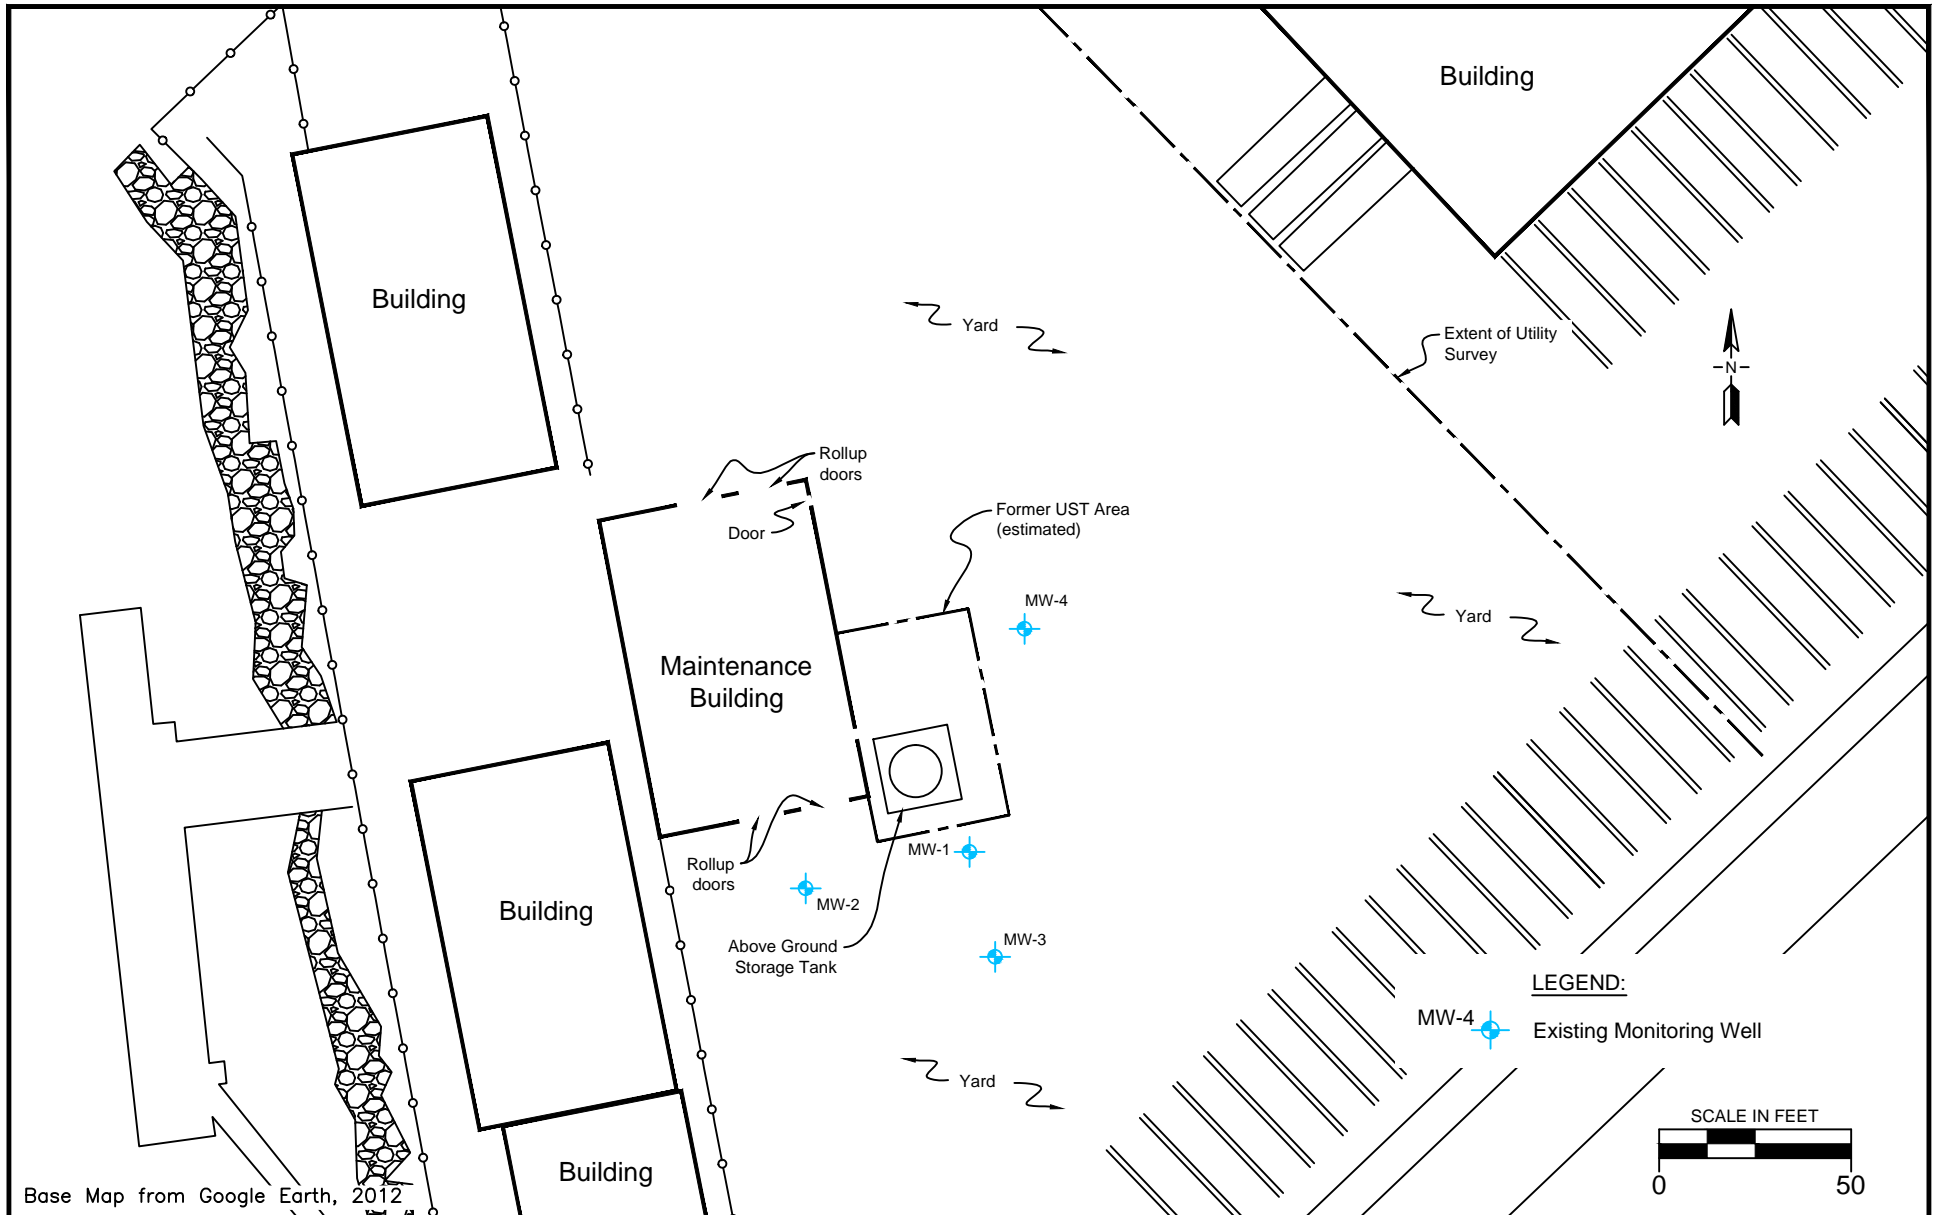 Building
Building
Yard
Extent of Utility
Survey
N
Rollup
doors
Door
Former UST Area
(estimated)
MW-4
Yard
Maintenance
Building
MW-1
Rollup
doors
MW-2
Building
Above Ground
Storage Tank
MW-3
LEGEND:
MW-4
Existing Monitoring Well
Yard
SCALE IN FEET
Building
0 50
Base Map from Google Earth, 2012